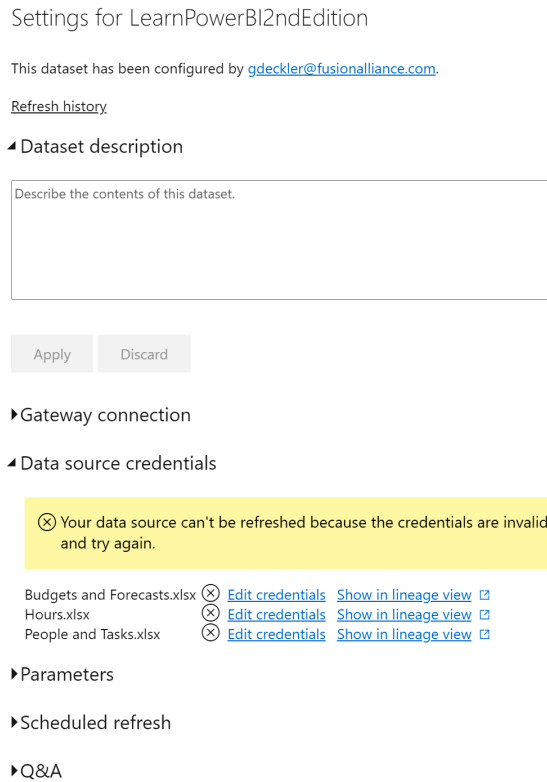 Settings for LearnPowerBI2ndEdition
This dataset has been configured by gdeckler@fusionalliance.com.
Refresh history
Dataset description
Describe the contents of this dataset.
Apply Discard
Gateway connection
Data source credentials
Your data source can't be refreshed because the credentials are invalid
and try again.
Budgets and Forecasts.xlsx Edit credentials Show in lineage view
Hours.xlsx Edit credentials Show in lineage view
People and Tasks.xlsx Edit credentials Show in lineage view
Parameters
Scheduled refresh
Q&A